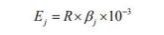 E_j = R × β_j × 10^{-3}